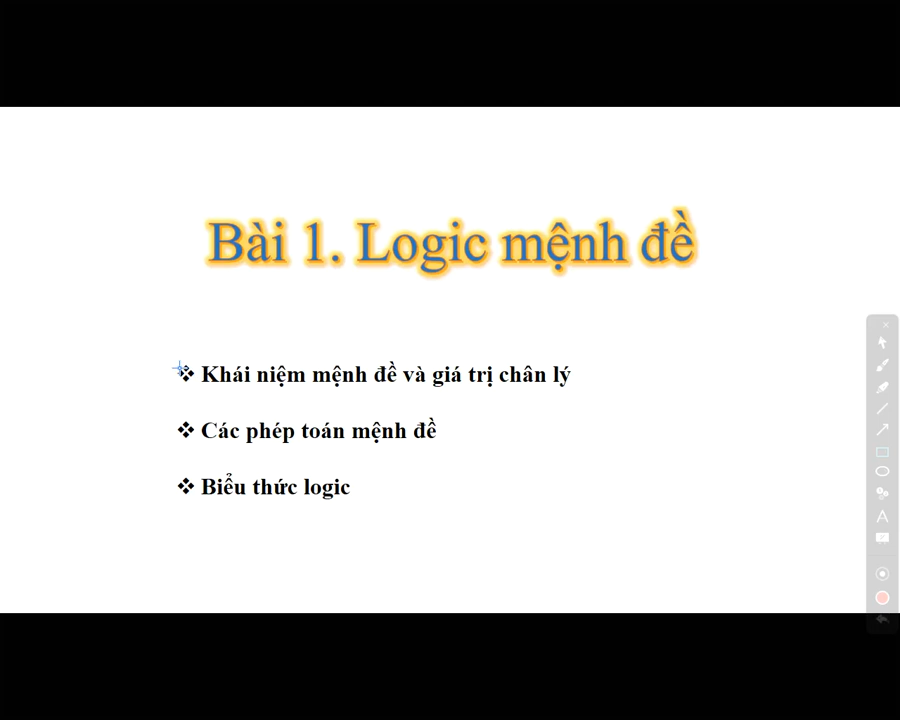 Bài 1. Logic mệnh đề
❖ Khái niệm mệnh đề và giá trị chân lý
❖ Các phép toán mệnh đề
❖ Biểu thức logic